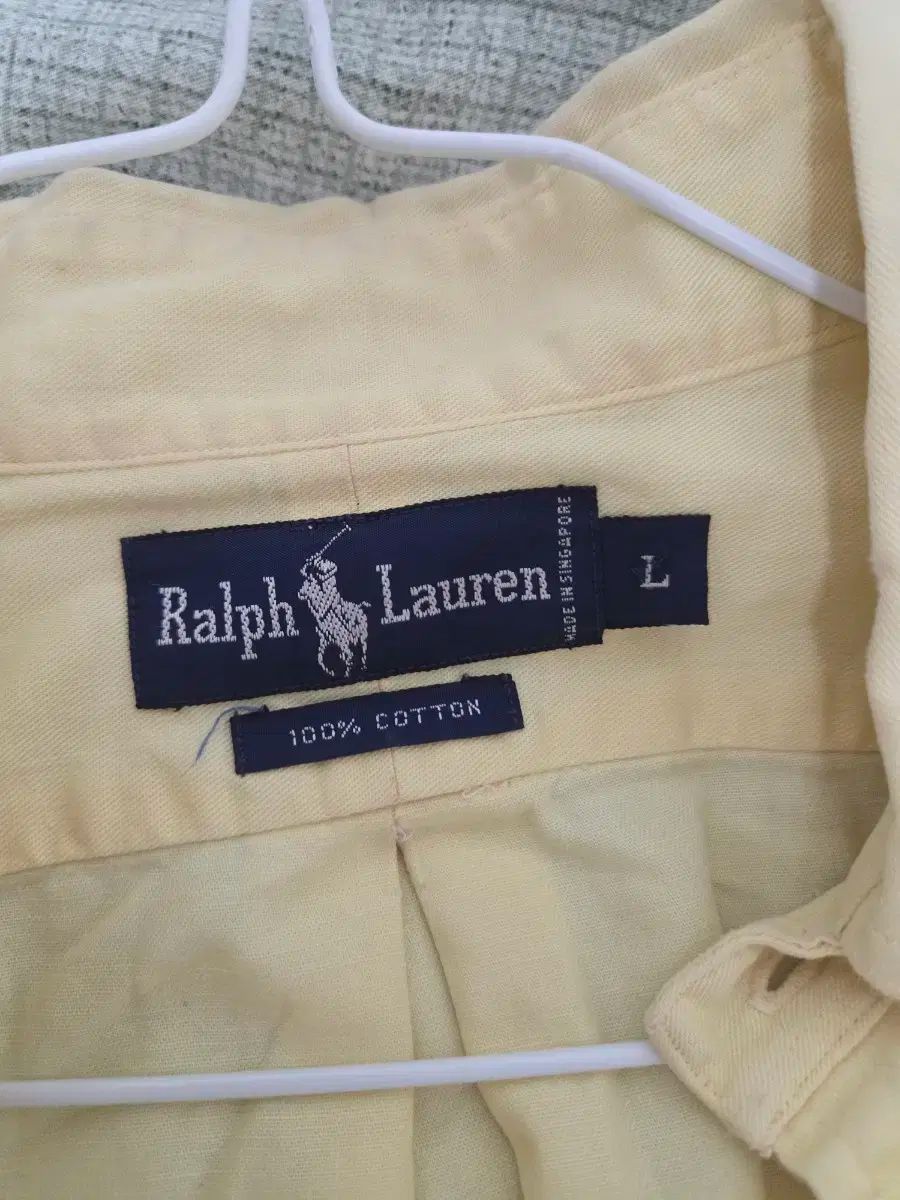 Ralph Lauren
MADE IN SINGAPORE
L
100% COTTON